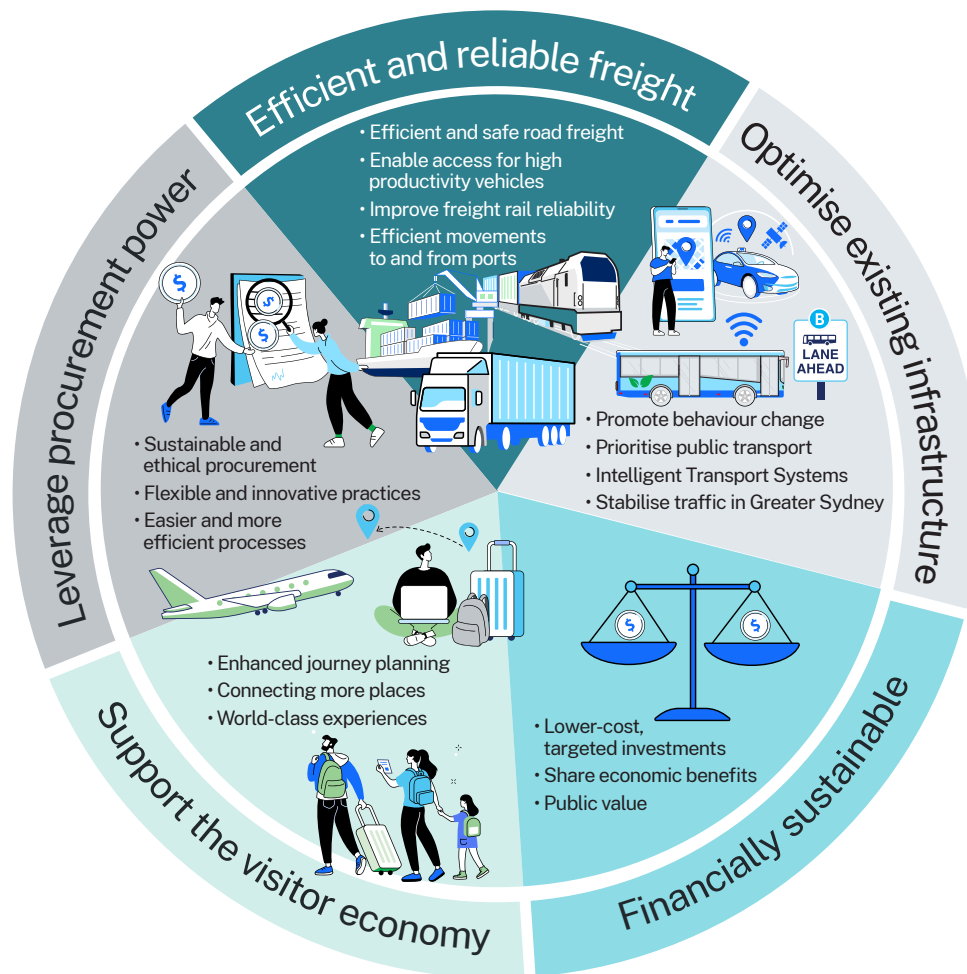 Efficient and reliable freight
• Efficient and safe road freight
• Enable access for high
productivity vehicles
• Improve freight rail reliability
• Efficient movements
to and from ports
Optimise existing infrastructure
B
LANE
AHEAD
• Promote behaviour change
• Prioritise public transport
• Intelligent Transport Systems
• Stabilise traffic in Greater Sydney
Financially sustainable
$ $
• Lower-cost,
targeted investments
• Share economic benefits
• Public value
Support the visitor economy
• Enhanced journey planning
• Connecting more places
• World-class experiences
Leverage procurement power
$
$
$
• Sustainable and
ethical procurement
• Flexible and innovative practices
• Easier and more
efficient processes